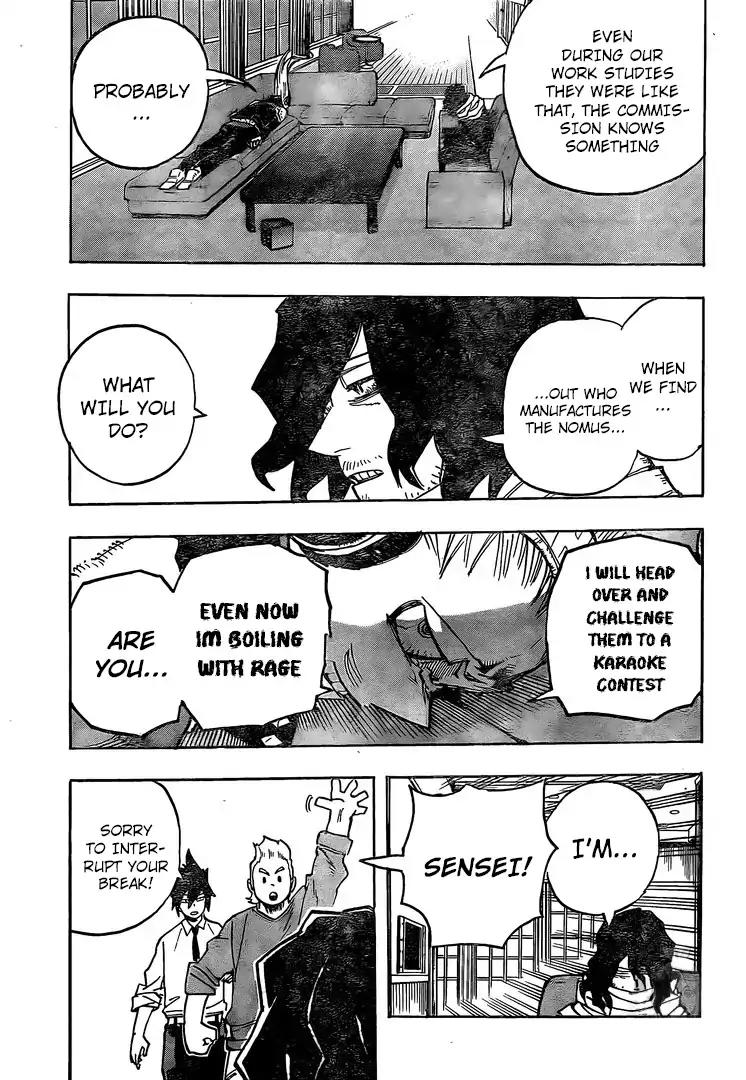 EVEN
DURING OUR
WORK STUDIES
THEY WERE LIKE
THAT, THE COMMIS-
SION KNOWS
SOMETHING
PROBABLY
...
WHEN
WE FIND
...
...OUT WHO
MANUFACTURES
THE NOMUS...
WHAT
WILL YOU
DO?
I WILL HEAD
OVER AND
CHALLENGE
THEM TO A
KARAOKE
CONTEST
EVEN NOW
IM BOILING
WITH RAGE
ARE
YOU...
I'M...
SENSEI!
SORRY
TO INTER-
RUPT YOUR
BREAK!